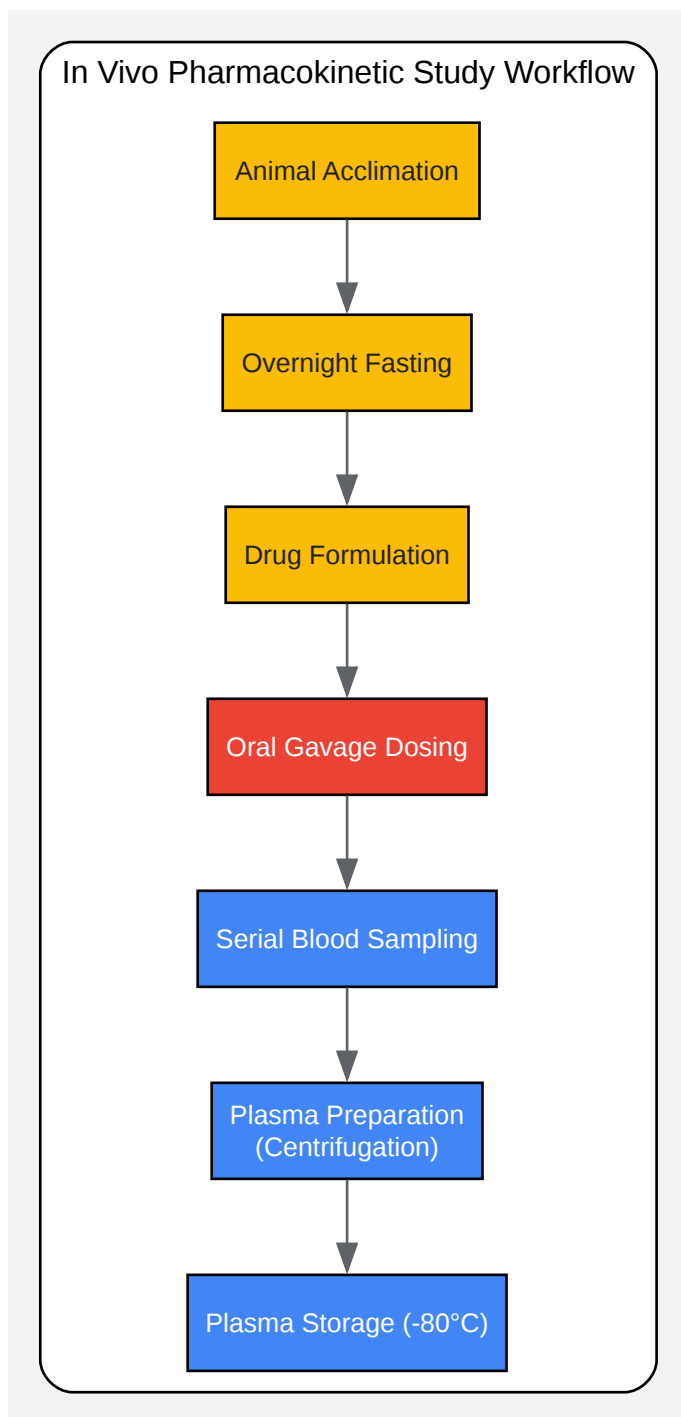 In Vivo Pharmacokinetic Study Workflow
Animal Acclimation
Overnight Fasting
Drug Formulation
Oral Gavage Dosing
Serial Blood Sampling
Plasma Preparation
(Centrifugation)
Plasma Storage (-80°C)